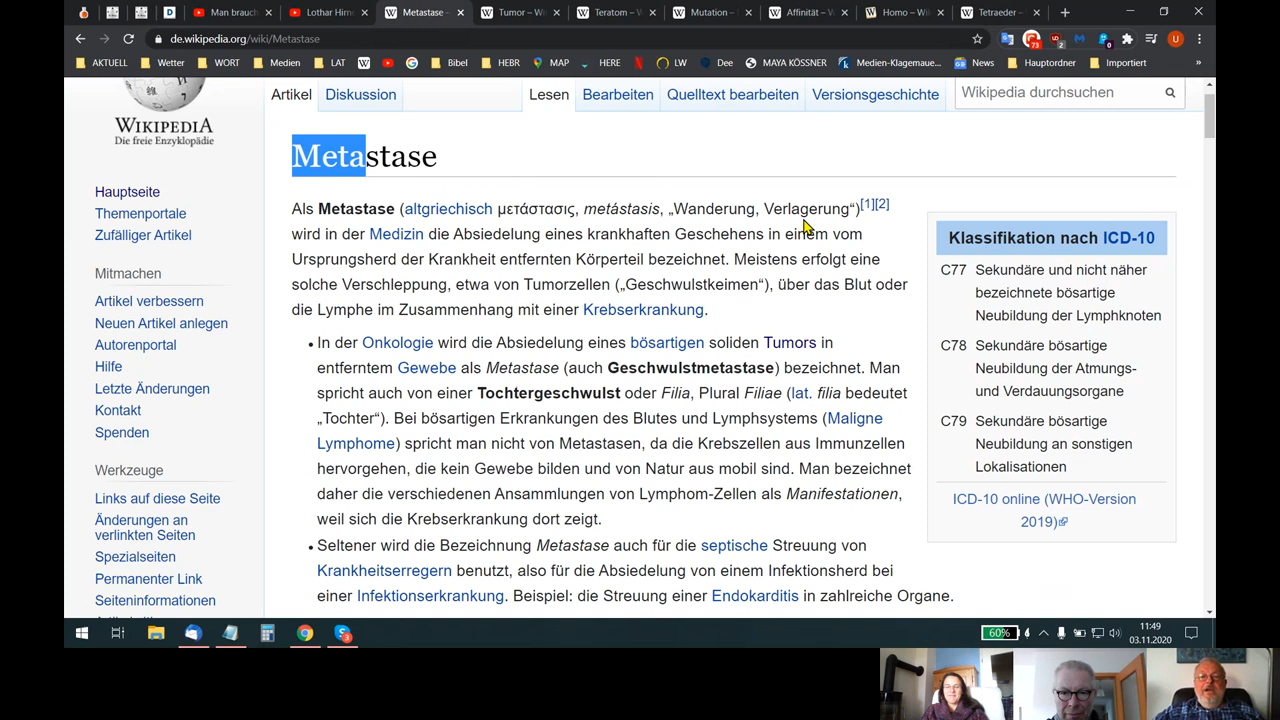 Man brauch
Lothar Hirne
Metastase
Tumor – Wi
Teratom – W
Mutation –
Affinität – V
Homo – Wik
Tetraeder –
de.wikipedia.org/wiki/Metastase
AKTUELL Wetter WORT Medien LAT Bibel HEBR MAP HERE LW Dee MAYA KÖSSNER Medien-Klagemaue... News Hauptordner Importiert
Artikel Diskussion Lesen Bearbeiten Quelltext bearbeiten Versionsgeschichte Wikipedia durchsuchen
WIKIPEDIA
Die freie Enzyklopädie
Hauptseite
Themenportale
Zufälliger Artikel
Mitmachen
Artikel verbessern
Neuen Artikel anlegen
Autorenportal
Hilfe
Letzte Änderungen
Kontakt
Spenden
Werkzeuge
Links auf diese Seite
Änderungen an
verlinkten Seiten
Spezialseiten
Permanenter Link
Seiteninformationen
Metastase
Als Metastase (altgriechisch μετάστασις, metástasis, „Wanderung, Verlagerung“)[1][2]
wird in der Medizin die Absiedelung eines krankhaften Geschehens in einem vom
Ursprungsherd der Krankheit entfernten Körperteil bezeichnet. Meistens erfolgt eine
solche Verschleppung, etwa von Tumorzellen („Geschwulstkeimen“), über das Blut oder
die Lymphe im Zusammenhang mit einer Krebserkrankung.
• In der Onkologie wird die Absiedelung eines bösartigen soliden Tumors in
entferntem Gewebe als Metastase (auch Geschwulstmetastase) bezeichnet. Man
spricht auch von einer Tochtergeschwulst oder Filia, Plural Filiae (lat. filia bedeutet
„Tochter“). Bei bösartigen Erkrankungen des Blutes und Lymphsystems (Maligne
Lymphome) spricht man nicht von Metastasen, da die Krebszellen aus Immunzellen
hervorgehen, die kein Gewebe bilden und von Natur aus mobil sind. Man bezeichnet
daher die verschiedenen Ansammlungen von Lymphom-Zellen als Manifestationen,
weil sich die Krebserkrankung dort zeigt.
• Seltener wird die Bezeichnung Metastase auch für die septische Streuung von
Krankheitserregern benutzt, also für die Absiedelung von einem Infektionsherd bei
einer Infektionserkrankung. Beispiel: die Streuung einer Endokarditis in zahlreiche Organe.
Klassifikation nach ICD-10
C77 Sekundäre und nicht näher
bezeichnete bösartige
Neubildung der Lymphknoten
C78 Sekundäre bösartige
Neubildung der Atmungs-
und Verdauungsorgane
C79 Sekundäre bösartige
Neubildung an sonstigen
Lokalisationen
ICD-10 online (WHO-Version
2019)
60%
11:49
03.11.2020